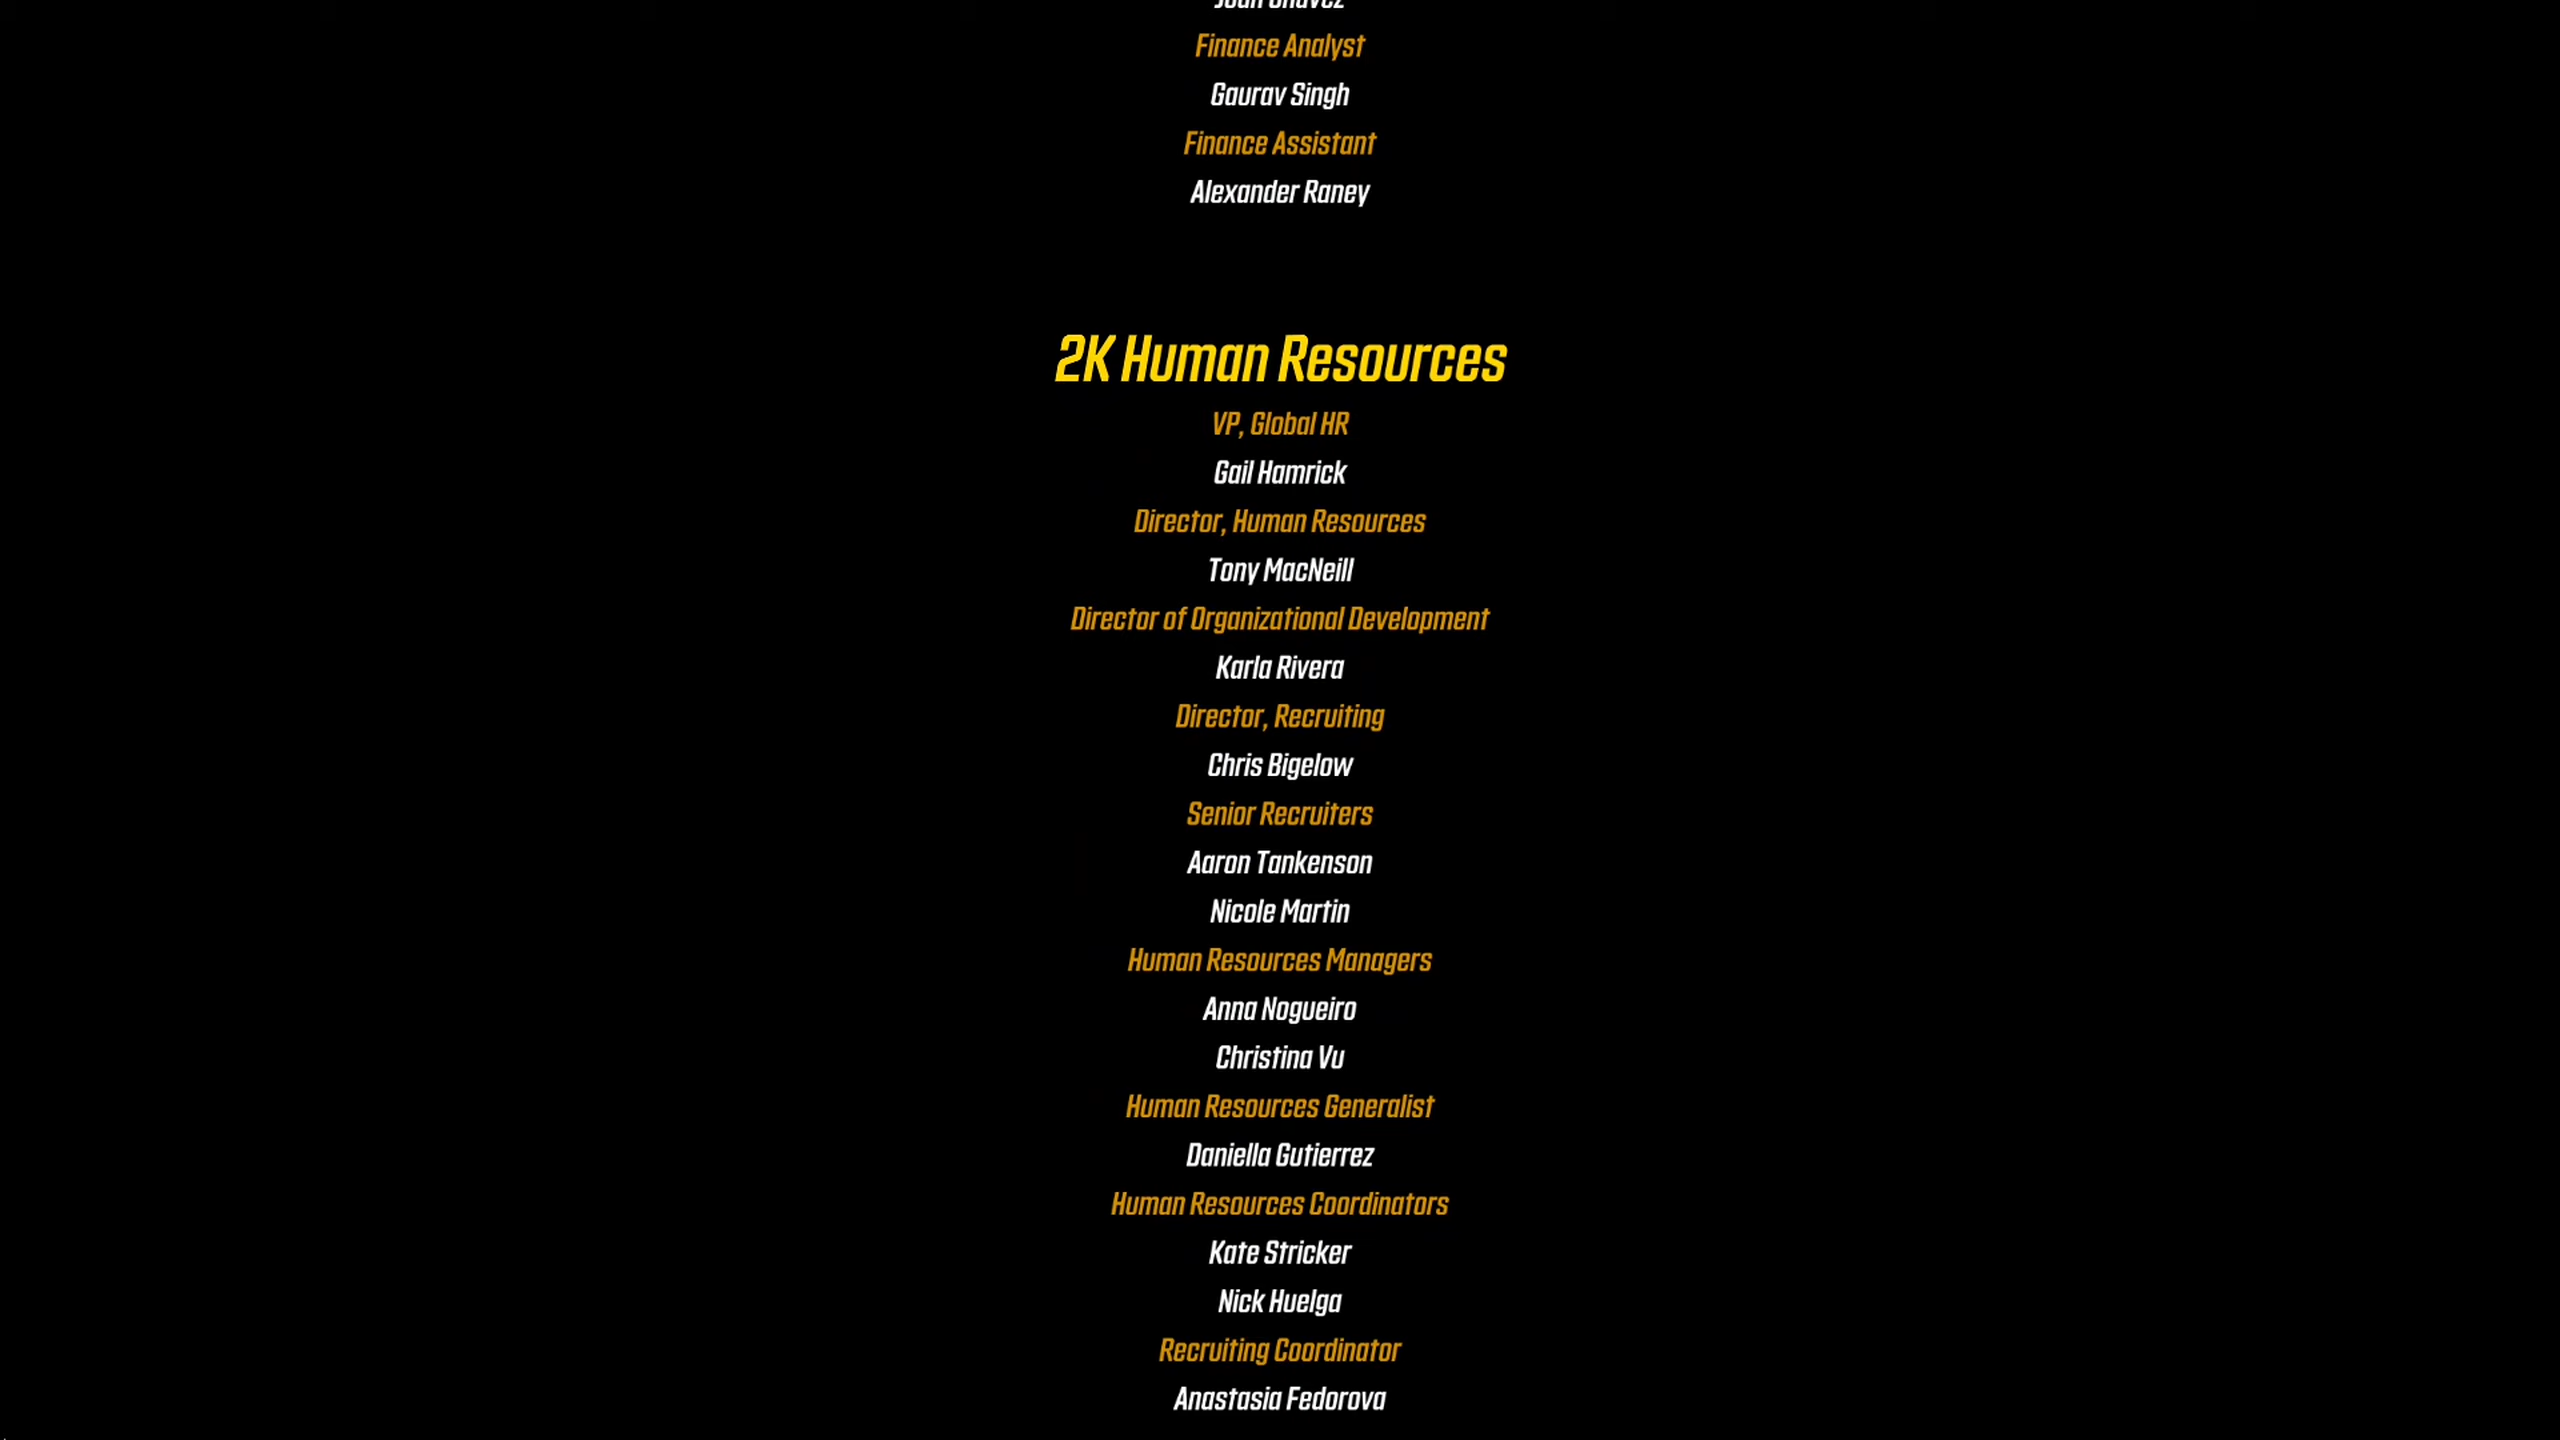 Finance Analyst
Gaurav Singh
Finance Assistant
Alexander Raney
2K Human Resources
VP, Global HR
Gail Hamrick
Director, Human Resources
Tony MacNeill
Director of Organizational Development
Karla Rivera
Director, Recruiting
Chris Bigelow
Senior Recruiters
Aaron Tankenson
Nicole Martin
Human Resources Managers
Anna Nogueiro
Christina Vu
Human Resources Generalist
Daniella Gutierrez
Human Resources Coordinators
Kate Stricker
Nick Huelga
Recruiting Coordinator
Anastasia Fedorova